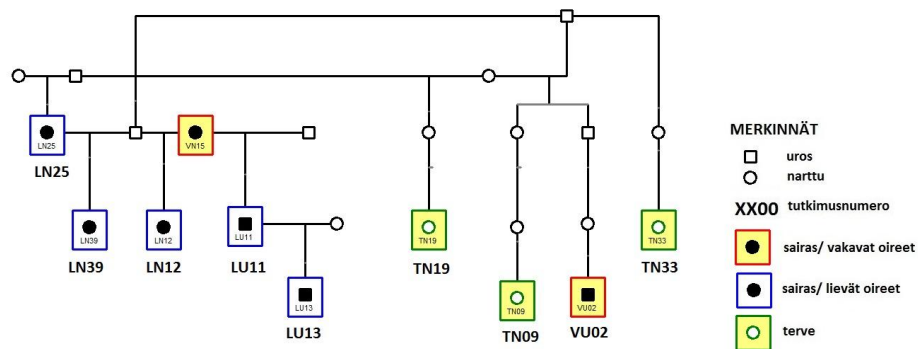 LN25
VN15
LN25
LN39
LN12
LU11
TN19
TN33
LN39
LN12
LU11
TN19
TN33
LU13
TN09
VU02
LU13
TN09
VU02
MERKINNÄT
uros
narttu
XX00 tutkimusnumero
sairas/ vakavat oireet
sairas/ lievät oireet
terve